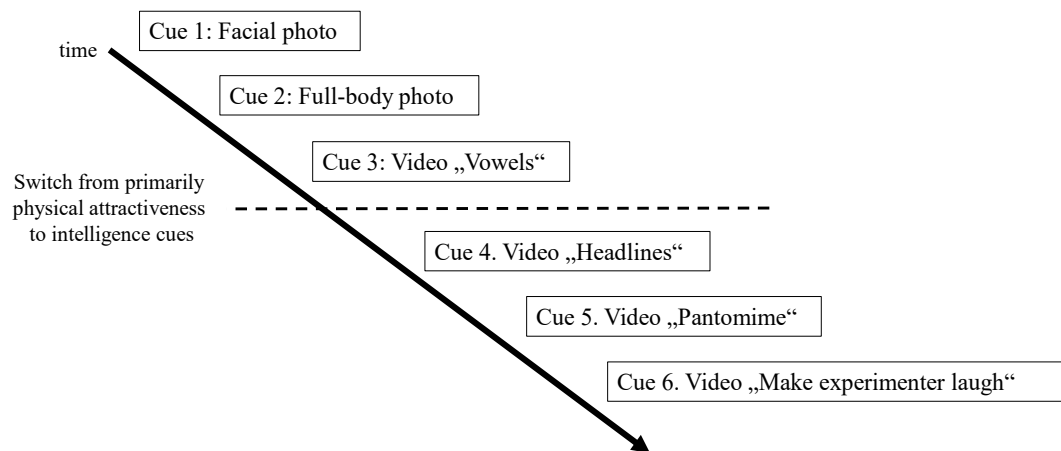 Cue 1: Facial photo
time
Cue 2: Full-body photo
Cue 3: Video „Vowels“
Switch from primarily
physical attractiveness
to intelligence cues
Cue 4. Video „Headlines“
Cue 5. Video „Pantomime“
Cue 6. Video „Make experimenter laugh“